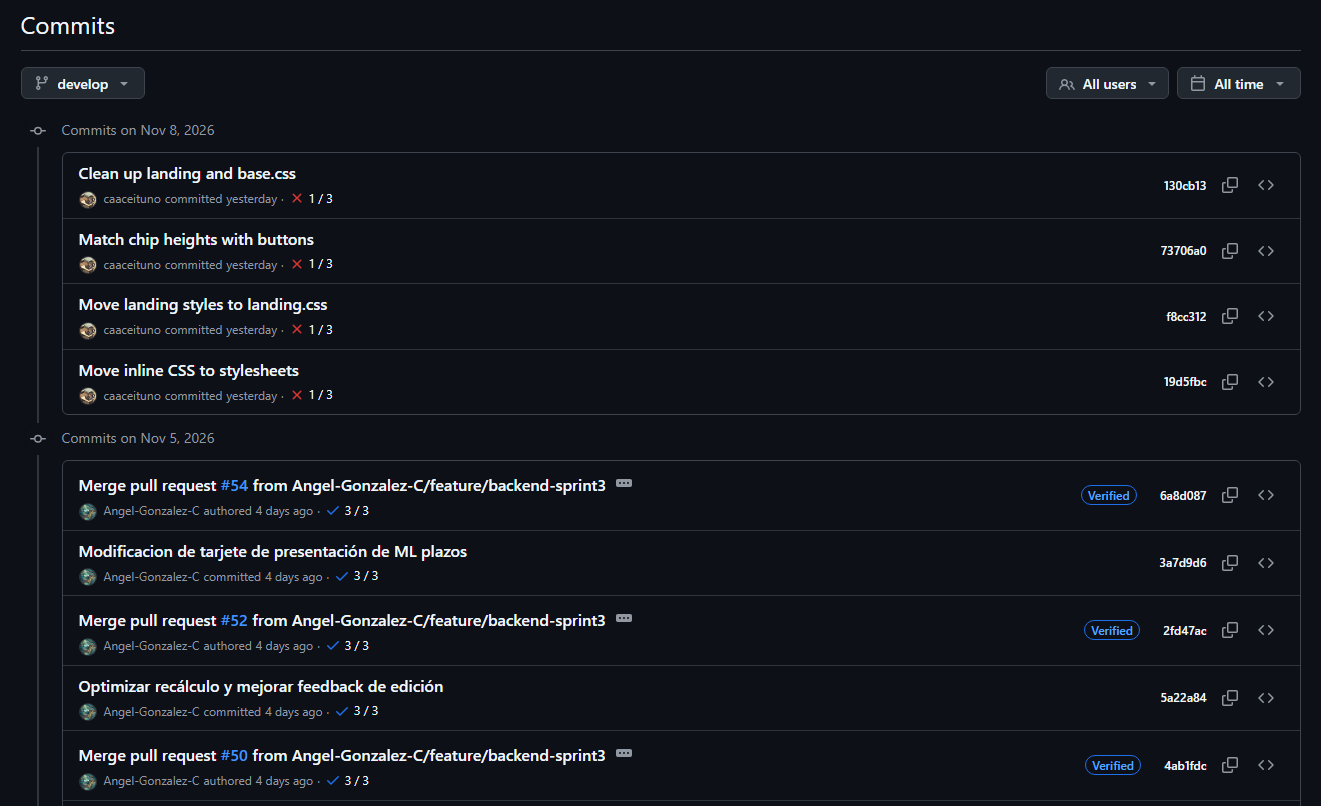 Commits
develop
All users
All time
Commits on Nov 8, 2026
Clean up landing and base.css
130cb13
caaceituno committed yesterday · 1 / 3
Match chip heights with buttons
73706a0
caaceituno committed yesterday · 1 / 3
Move landing styles to landing.css
f8cc312
caaceituno committed yesterday · 1 / 3
Move inline CSS to stylesheets
19d5fbc
caaceituno committed yesterday · 1 / 3
Commits on Nov 5, 2026
Merge pull request #54 from Angel-Gonzalez-C/feature/backend-sprint3
Verified
6a8d087
Angel-Gonzalez-C authored 4 days ago · 3 / 3
Modificacion de tarjete de presentación de ML plazos
3a7d9d6
Angel-Gonzalez-C committed 4 days ago · 3 / 3
Merge pull request #52 from Angel-Gonzalez-C/feature/backend-sprint3
Verified
2fd47ac
Angel-Gonzalez-C authored 4 days ago · 3 / 3
Optimizar recálculo y mejorar feedback de edición
5a22a84
Angel-Gonzalez-C committed 4 days ago · 3 / 3
Merge pull request #50 from Angel-Gonzalez-C/feature/backend-sprint3
Verified
4ab1fdc
Angel-Gonzalez-C authored 4 days ago · 3 / 3